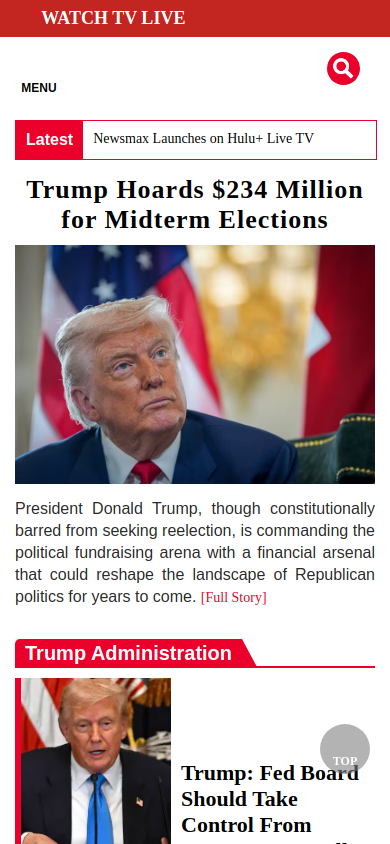 WATCH TV LIVE
MENU
Latest
Newsmax Launches on Hulu+ Live TV
Trump Hoards $234 Million
for Midterm Elections
President Donald Trump, though constitutionally
barred from seeking reelection, is commanding the
political fundraising arena with a financial arsenal
that could reshape the landscape of Republican
politics for years to come. [Full Story]
Trump Administration
TOP
Trump: Fed Board
Should Take
Control From